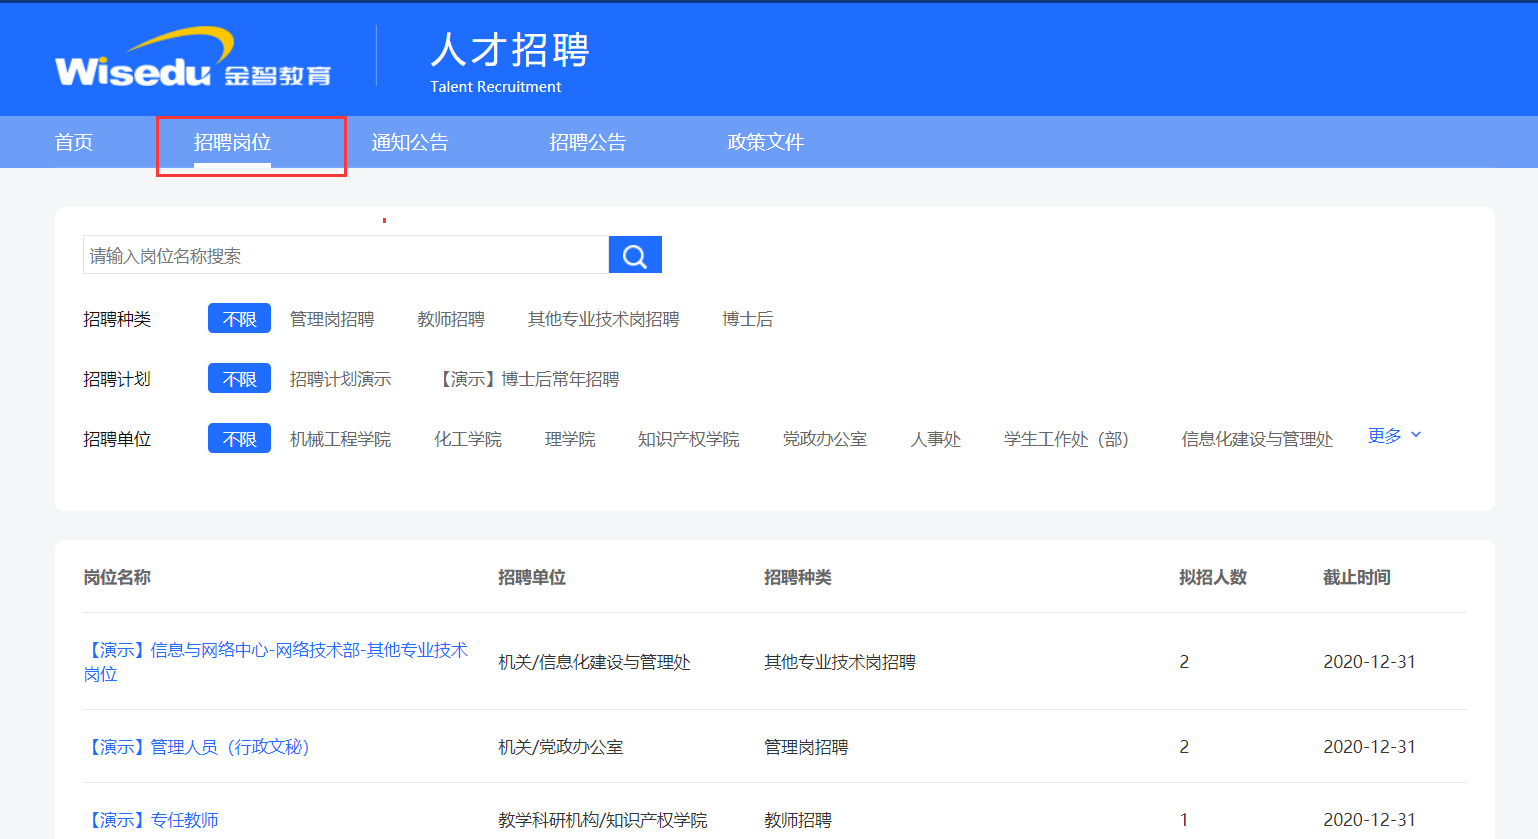 Wisedu 金智教育
人才招聘
Talent Recruitment
首页 招聘岗位 通知公告 招聘公告 政策文件
请输入岗位名称搜索
招聘种类 不限 管理岗招聘 教师招聘 其他专业技术岗招聘 博士后
招聘计划 不限 招聘计划演示 【演示】博士后常年招聘
招聘单位 不限 机械工程学院 化工学院 理学院 知识产权学院 党政办公室 人事处 学生工作处（部） 信息化建设与管理处 更多
岗位名称 招聘单位 招聘种类 拟招人数 截止时间
【演示】信息与网络中心-网络技术部-其他专业技术
岗位 机关/信息化建设与管理处 其他专业技术岗招聘 2 2020-12-31
【演示】管理人员（行政文秘） 机关/党政办公室 管理岗招聘 2 2020-12-31
【演示】专任教师 教学科研机构/知识产权学院 教师招聘 1 2020-12-31